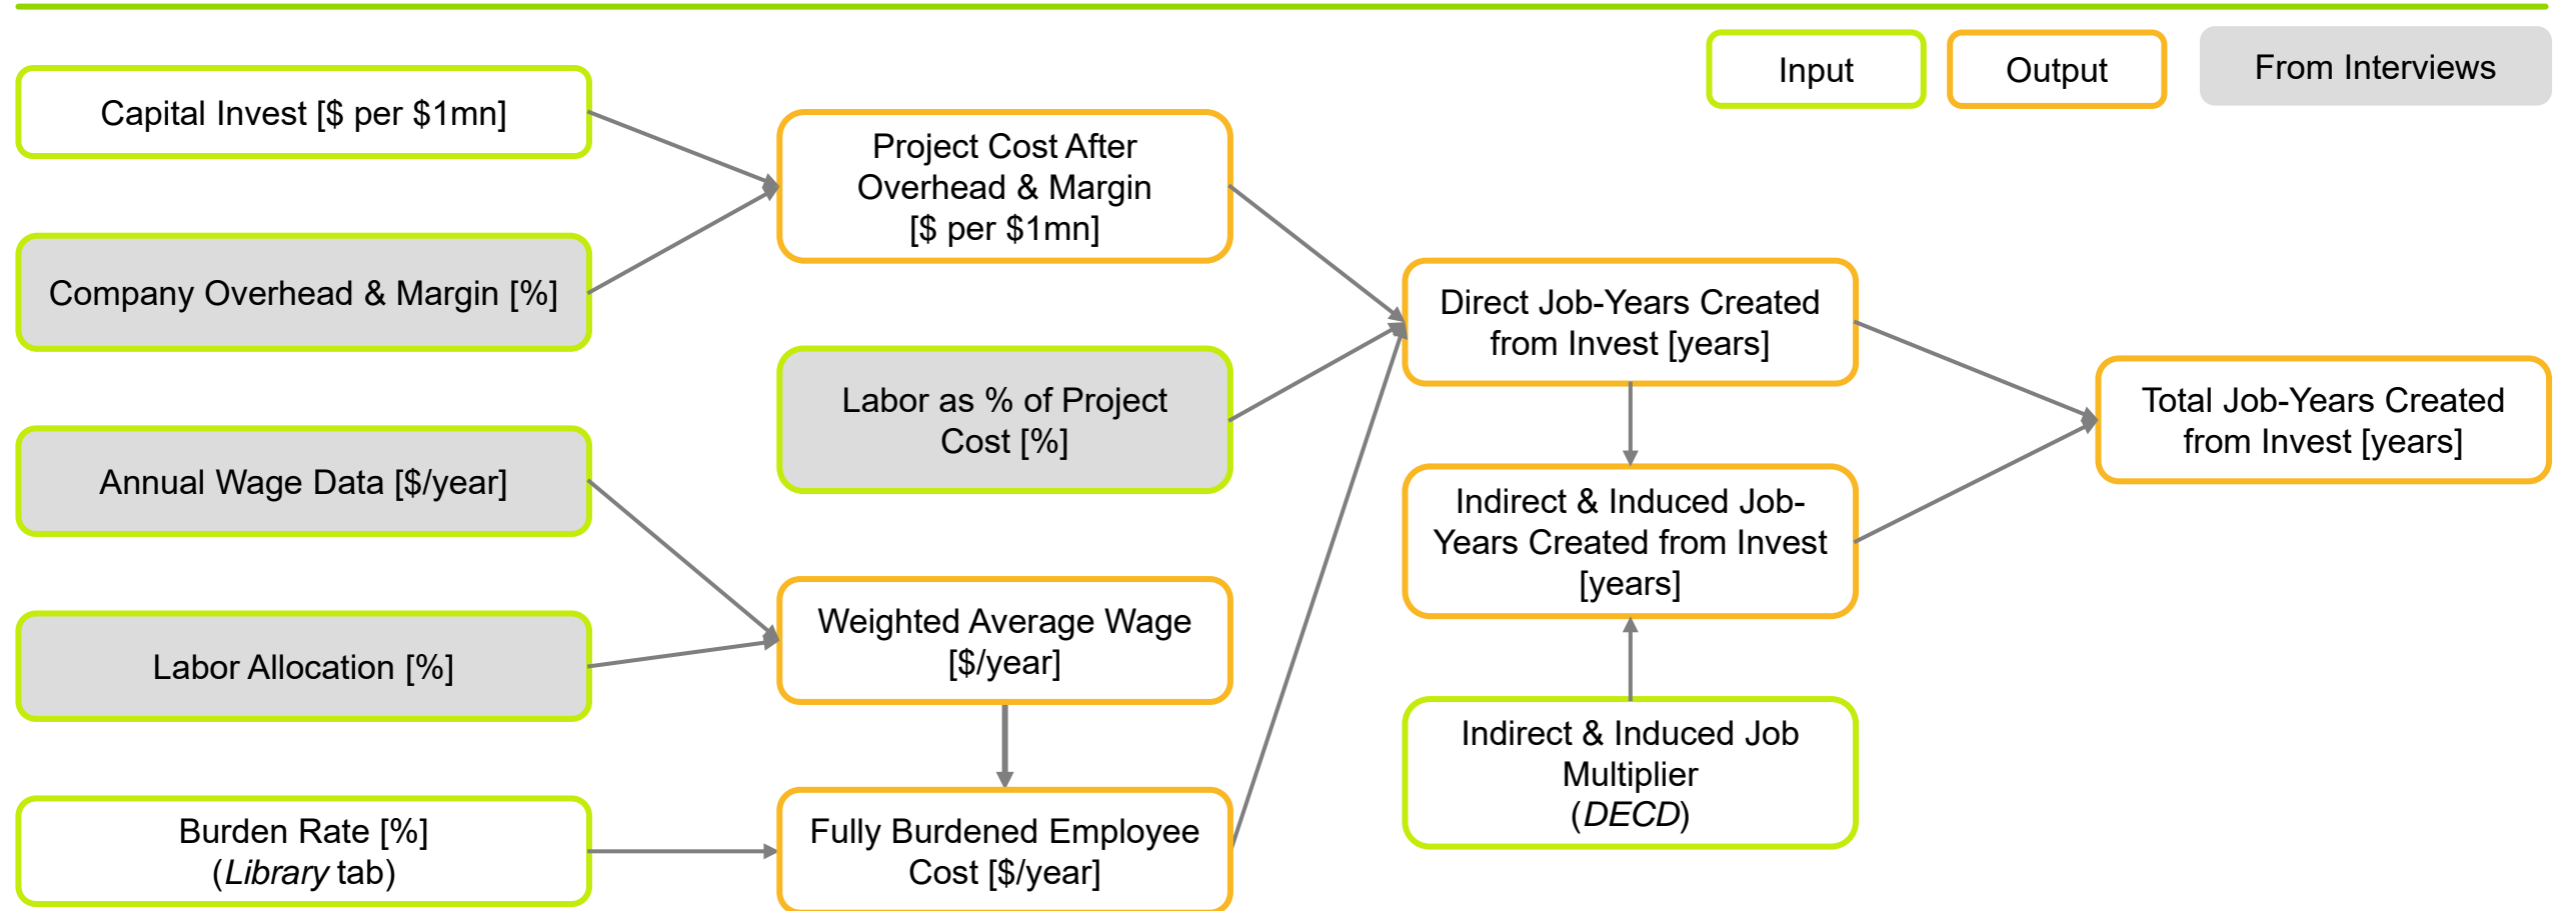 Input
Output
From Interviews
Capital Invest [$ per $1mn]
Company Overhead & Margin [%]
Annual Wage Data [$/year]
Labor Allocation [%]
Burden Rate [%]
(Library tab)
Project Cost After
Overhead & Margin
[$ per $1mn]
Labor as % of Project
Cost [%]
Weighted Average Wage
[$/year]
Fully Burdened Employee
Cost [$/year]
Direct Job-Years Created
from Invest [years]
Indirect & Induced Job-
Years Created from Invest
[years]
Indirect & Induced Job
Multiplier
(DECD)
Total Job-Years Created
from Invest [years]